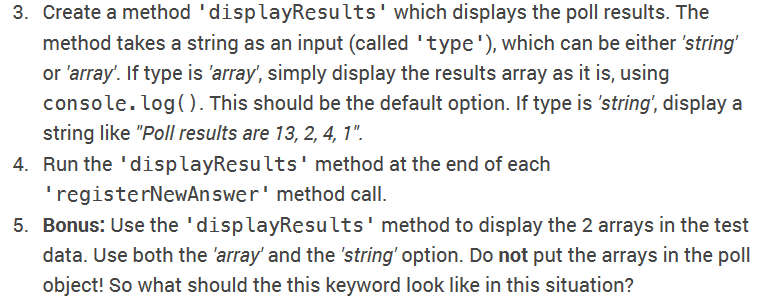 3. Create a method 'displayResults' which displays the poll results. The
method takes a string as an input (called 'type'), which can be either 'string'
or 'array'. If type is 'array', simply display the results array as it is, using
console.log(). This should be the default option. If type is 'string', display a
string like "Poll results are 13, 2, 4, 1".
4. Run the 'displayResults' method at the end of each
'registerNewAnswer' method call.
5. Bonus: Use the 'displayResults' method to display the 2 arrays in the test
data. Use both the 'array' and the 'string' option. Do not put the arrays in the poll
object! So what should the this keyword look like in this situation?